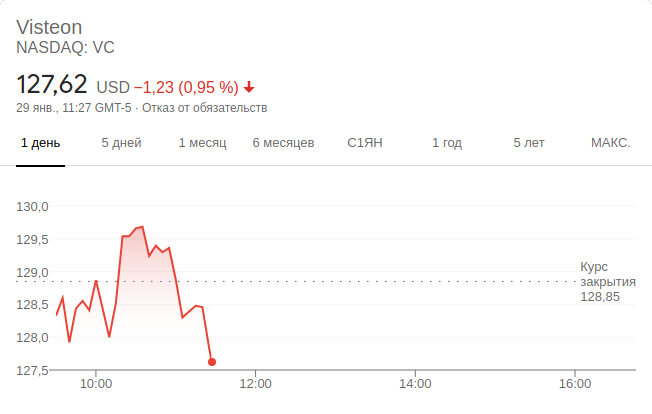 Visteon
NASDAQ: VC
127,62 USD −1,23 (0,95 %)
29 янв., 11:27 GMT-5 · Отказ от обязательств
1 день 5 дней 1 месяц 6 месяцев С1ЯН 1 год 5 лет МАКС.
130,0
129,5
129,0
128,5
128,0
127,5
Курс
закрытия
128,85
10:00 12:00 14:00 16:00